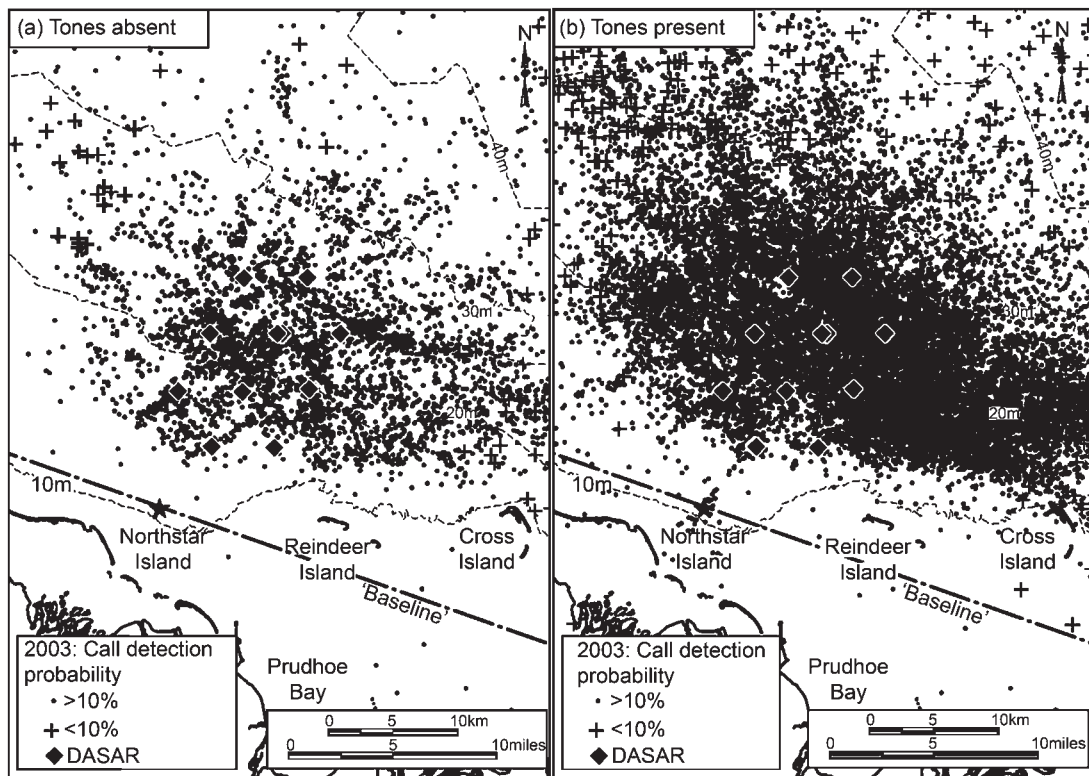 (a) Tones absent
N
40m
30m
20m
10m
Northstar
Island
Reindeer
Island
Cross
Island
'Baseline'
2003: Call detection
probability
>10%
<10%
DASAR
Prudhoe
Bay
0 5 10km
0 5 10miles
(b) Tones present
N
40m
30m
20m
10m
Northstar
Island
Reindeer
Island
Cross
Island
'Baseline'
2003: Call detection
probability
>10%
<10%
DASAR
Prudhoe
Bay
0 5 10km
0 5 10miles